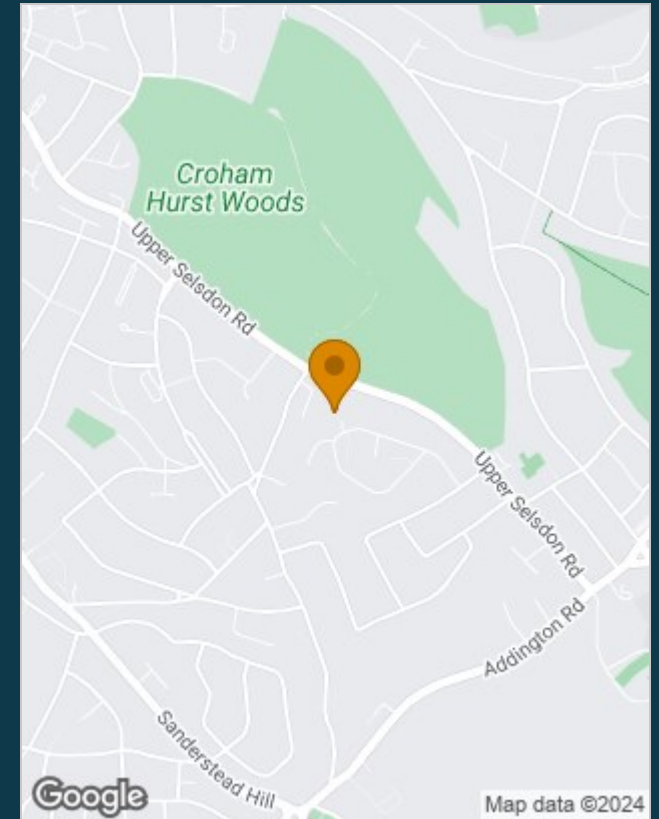 Croham
Hurst Woods
Upper Selsdon Rd
Upper Selsdon Rd
Addington Rd
Sanderstead Hill
Google
Map data ©2024